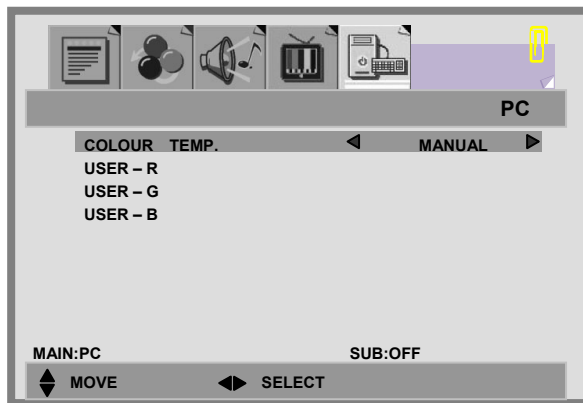 PC
COLOUR TEMP. MANUAL
USER – R
USER – G
USER – B
MAIN:PC SUB:OFF
MOVE SELECT